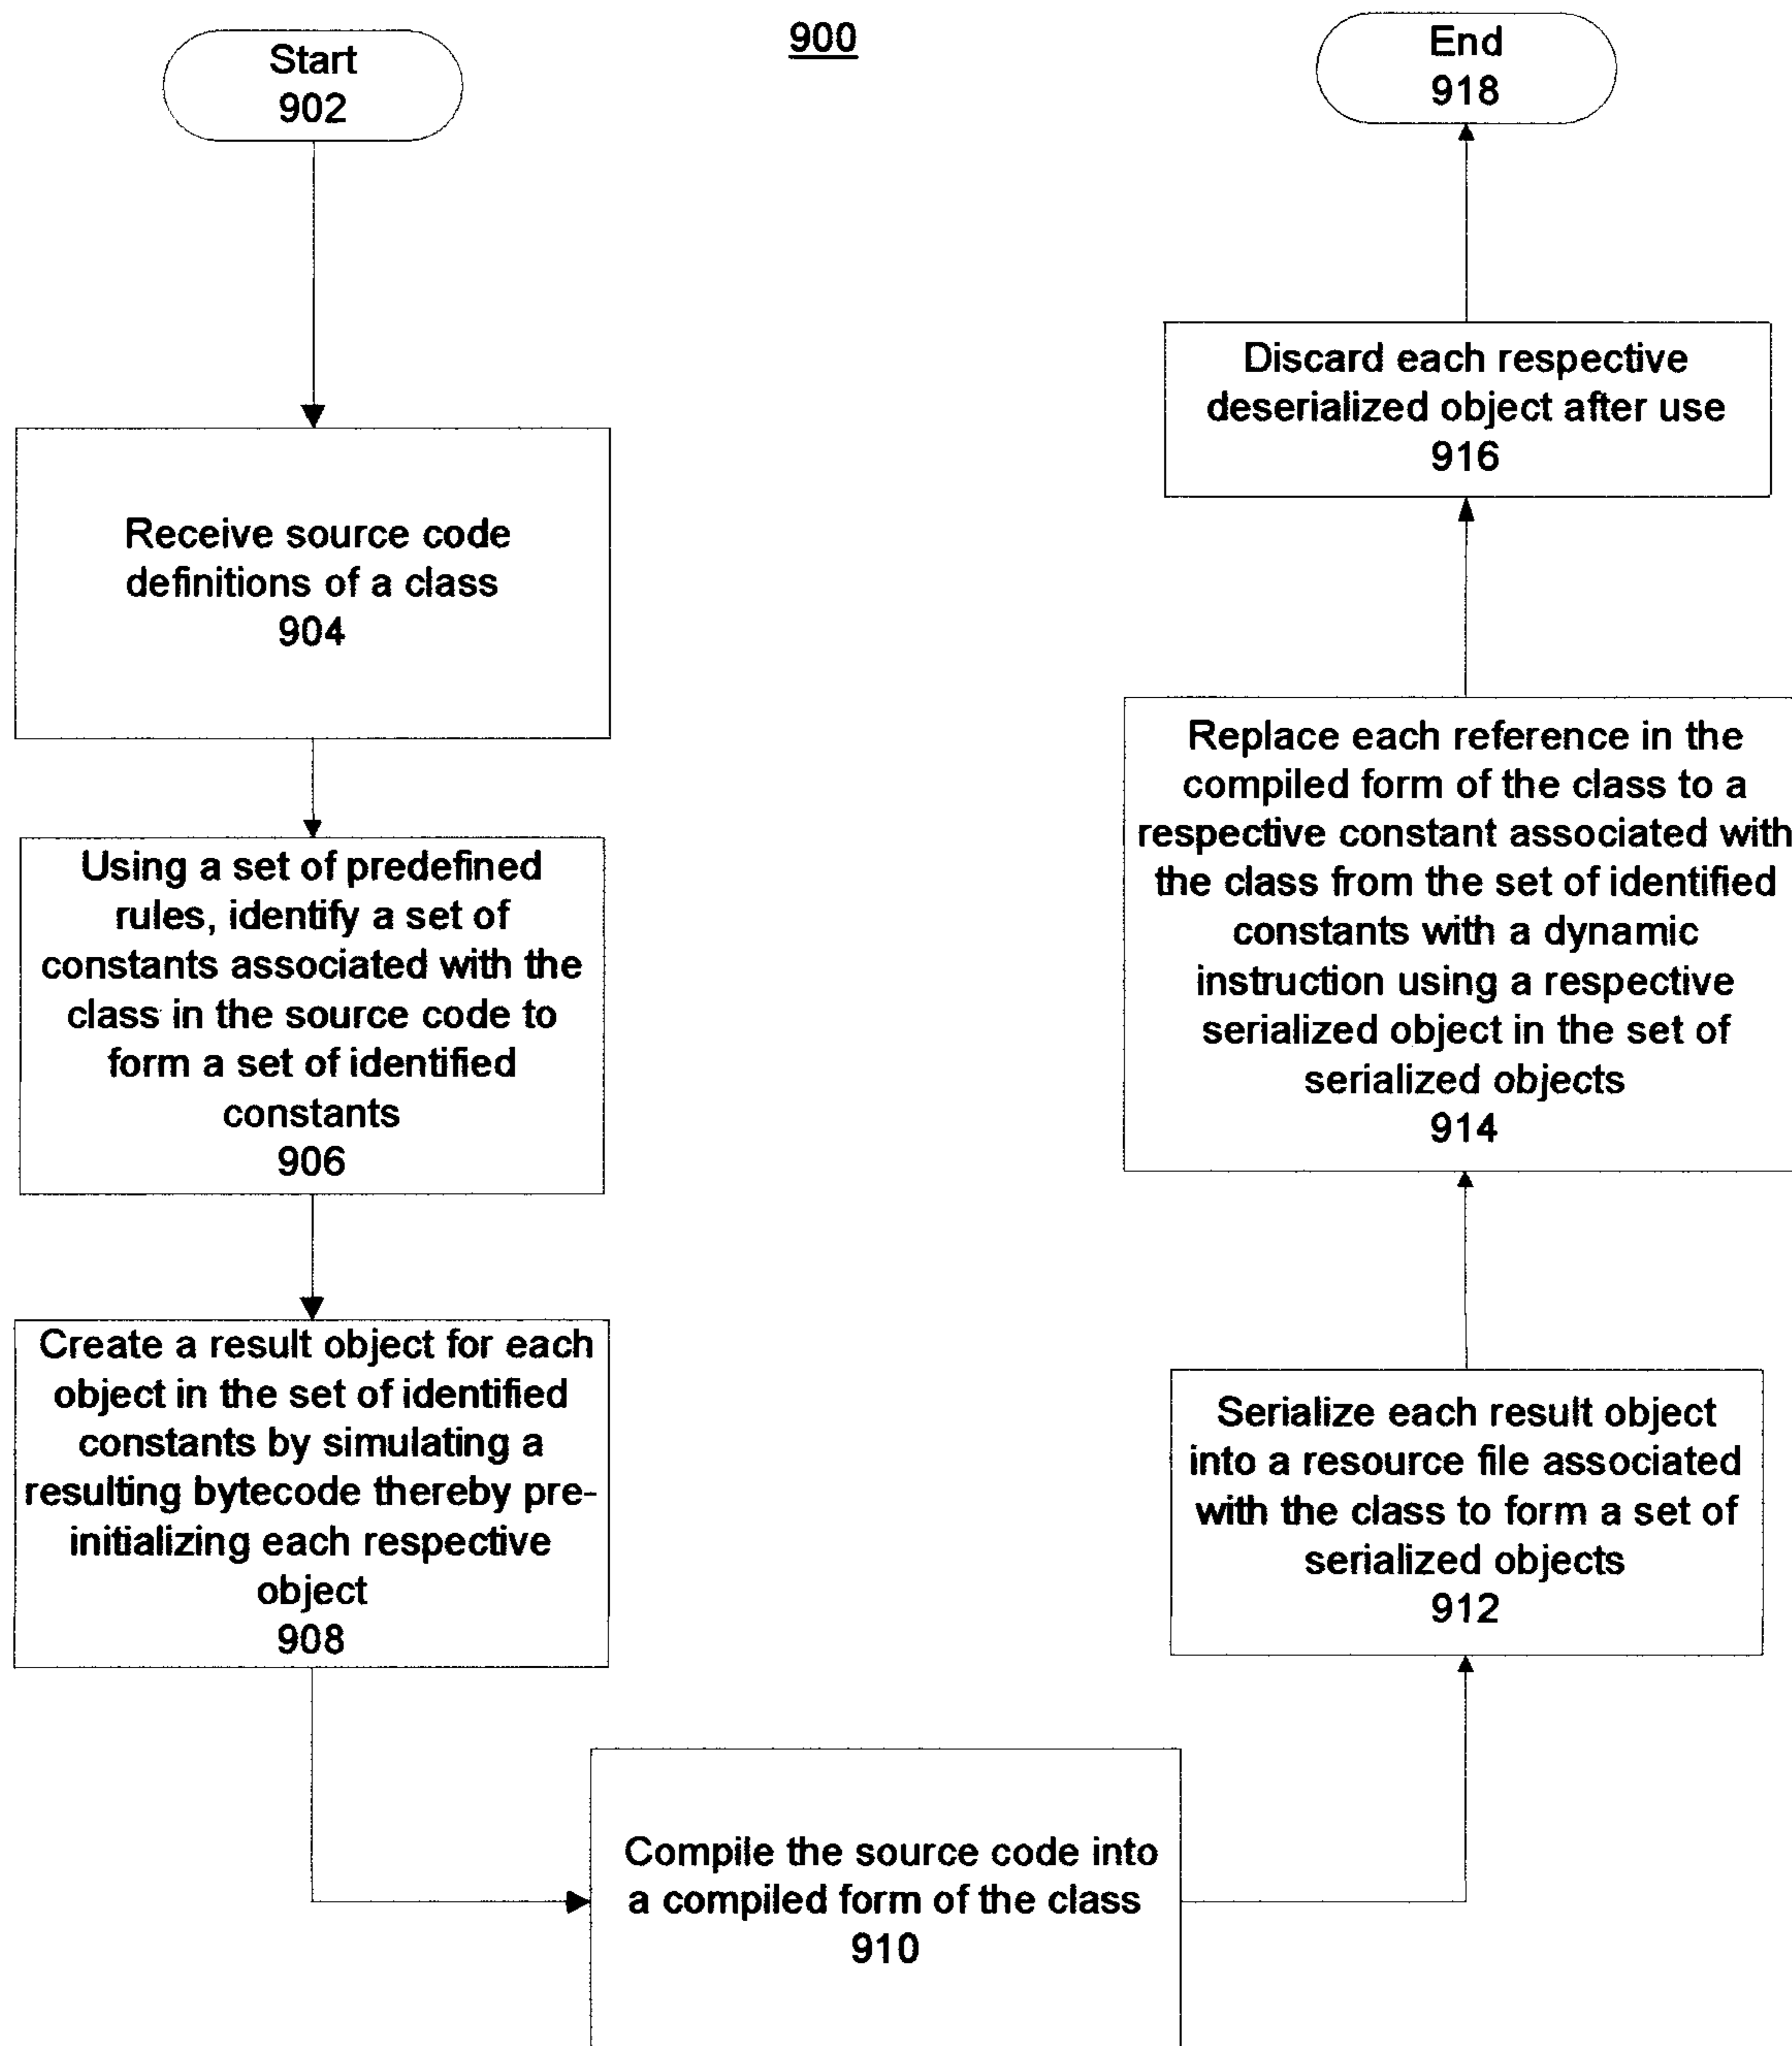 900
Start
902
Receive source code
definitions of a class
904
Using a set of predefined
rules, identify a set of
constants associated with the
class in the source code to
form a set of identified
constants
906
Create a result object for each
object in the set of identified
constants by simulating a
resulting bytecode thereby pre-
initializing each respective
object
908
Compile the source code into
a compiled form of the class
910
Serialize each result object
into a resource file associated
with the class to form a set of
serialized objects
912
Replace each reference in the
compiled form of the class to a
respective constant associated with
the class from the set of identified
constants with a dynamic
instruction using a respective
serialized object in the set of
serialized objects
914
Discard each respective
deserialized object after use
916
End
918